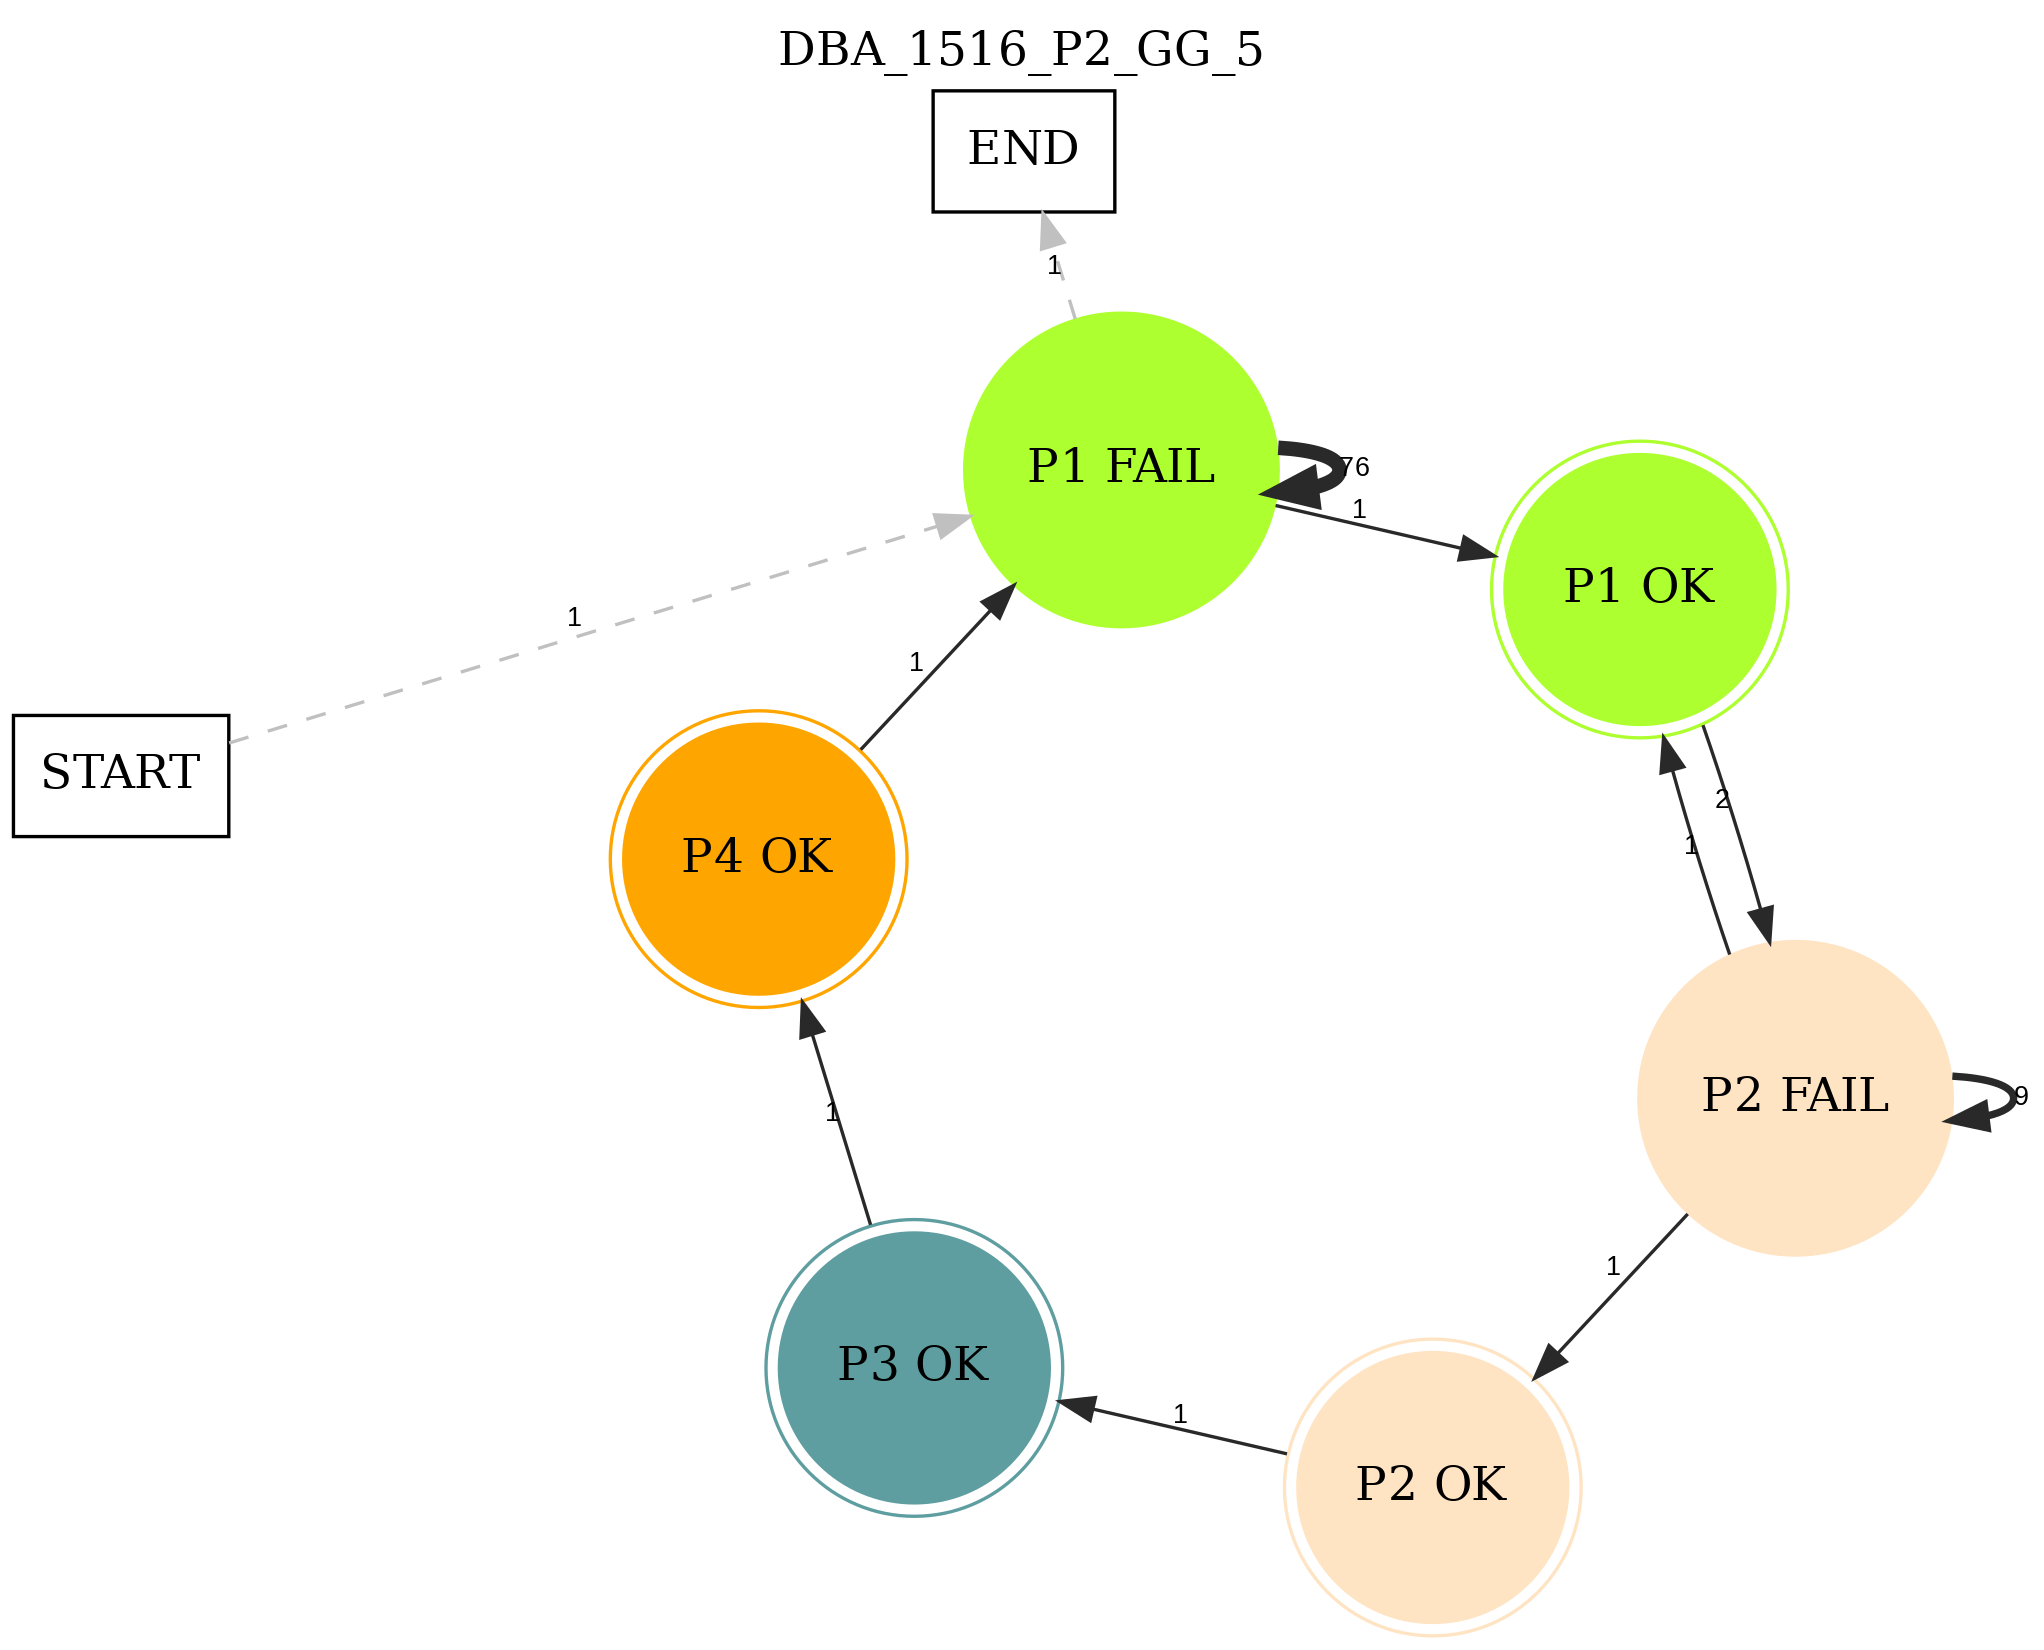 DBA_1516_P2_GG_5
END
1
P1 FAIL
76
1
P1 OK
1
1
START
2
1
P4 OK
P2 FAIL
9
1
1
P3 OK
1
P2 OK